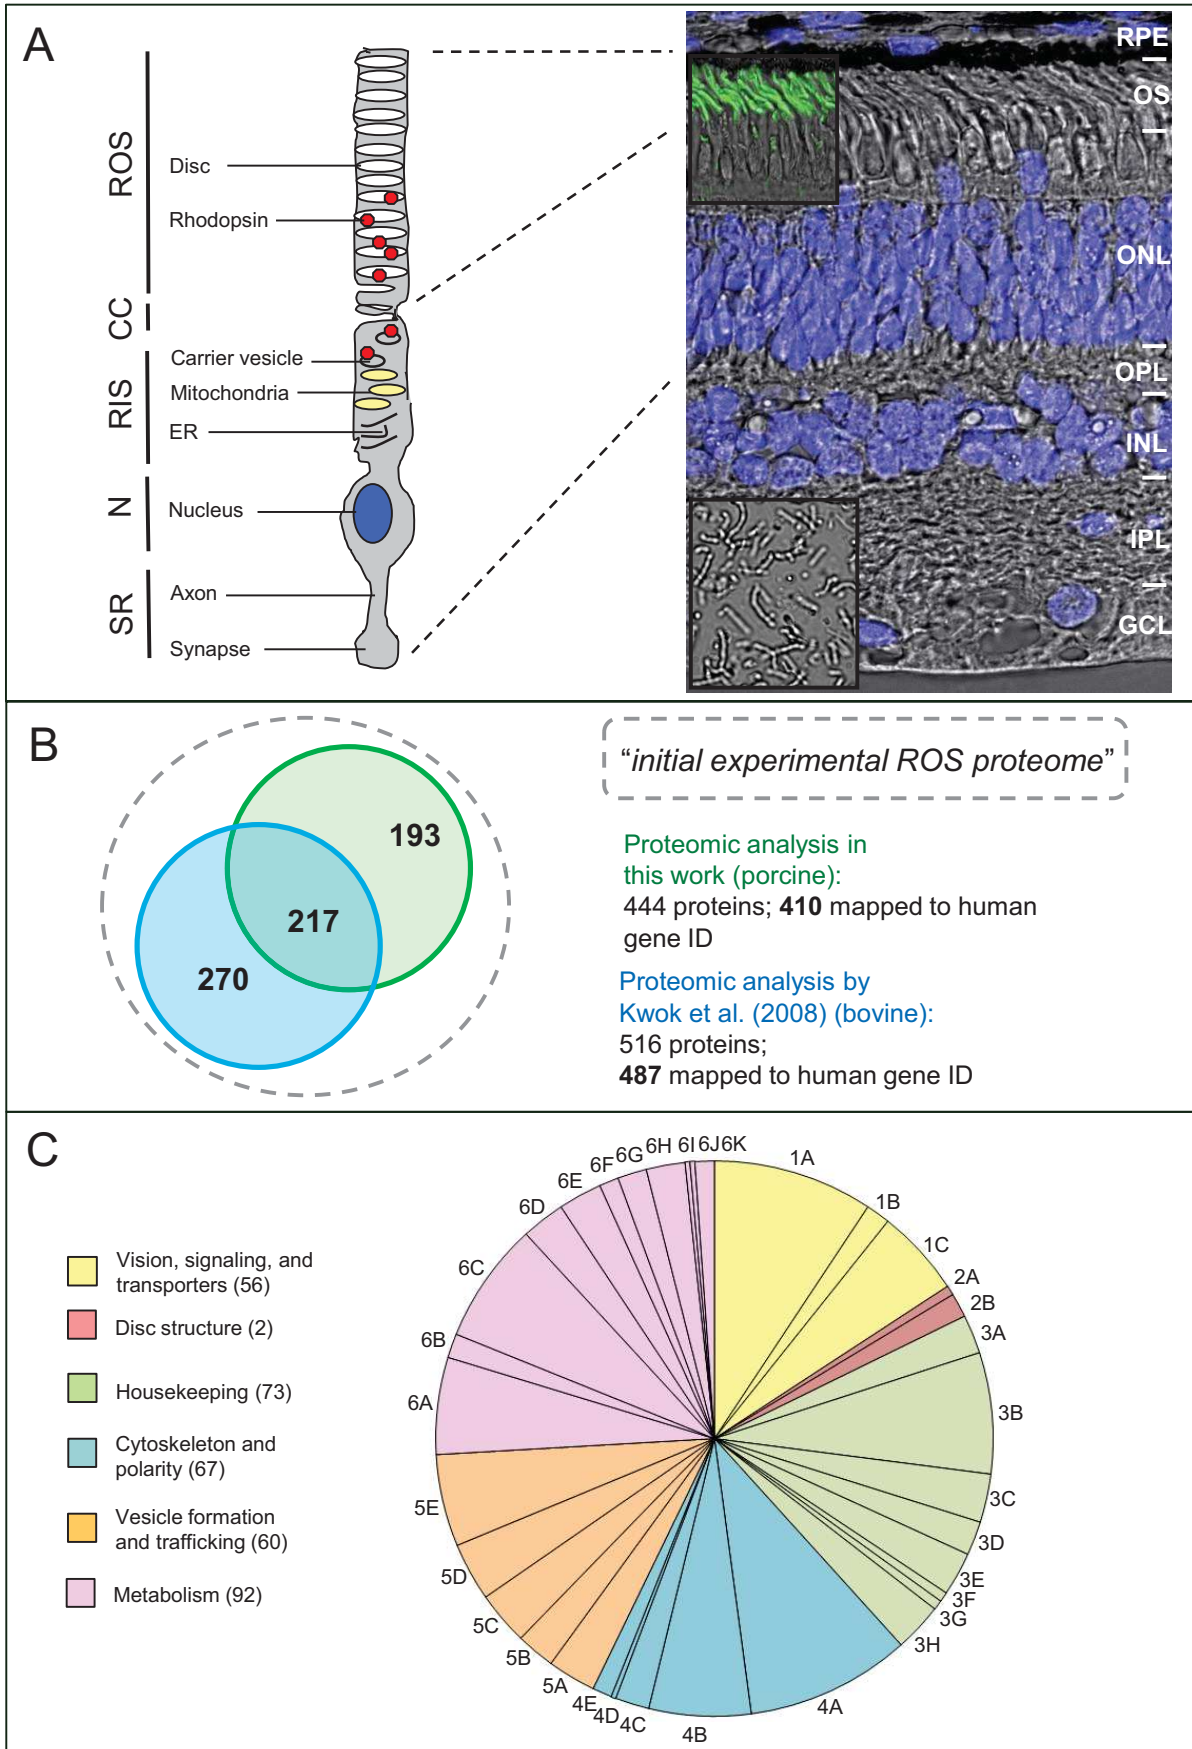 A
ROS
CC
RIS
N
SR
Disc
Rhodopsin
Carrier vesicle
Mitochondria
ER
Nucleus
Axon
Synapse
RPE
OS
ONL
OPL
INL
IPL
GCL
B
193
217
270
“initial experimental ROS proteome”
Proteomic analysis in
this work (porcine):
444 proteins; 410 mapped to human
gene ID
Proteomic analysis by
Kwok et al. (2008) (bovine):
516 proteins;
487 mapped to human gene ID
C
Vision, signaling, and
transporters (56)
Disc structure (2)
Housekeeping (73)
Cytoskeleton and
polarity (67)
Vesicle formation
and trafficking (60)
Metabolism (92)
1A
1B
1C
2A
2B
3A
3B
3C
3D
3E
3F
3G
3H
4A
4B
4C
4D
4E
5A
5B
5C
5D
5E
6A
6B
6C
6D
6E
6F
6G
6H
6I
6J
6K